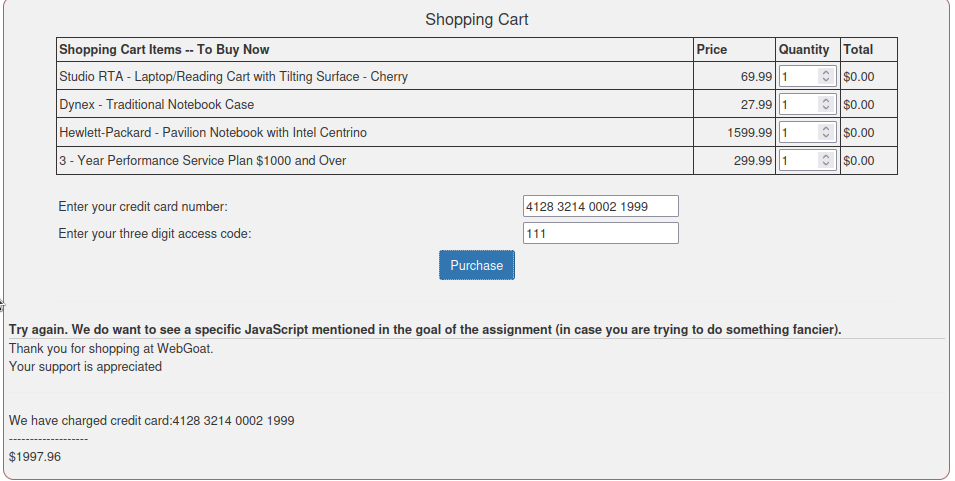 Shopping Cart
Shopping Cart Items -- To Buy Now Price Quantity Total
Studio RTA - Laptop/Reading Cart with Tilting Surface - Cherry 69.99 1 $0.00
Dynex - Traditional Notebook Case 27.99 1 $0.00
Hewlett-Packard - Pavilion Notebook with Intel Centrino 1599.99 1 $0.00
3 - Year Performance Service Plan $1000 and Over 299.99 1 $0.00
Enter your credit card number: 4128 3214 0002 1999
Enter your three digit access code: 111
Purchase
Try again. We do want to see a specific JavaScript mentioned in the goal of the assignment (in case you are trying to do something fancier).
Thank you for shopping at WebGoat.
Your support is appreciated
We have charged credit card:4128 3214 0002 1999
-------------------
$1997.96